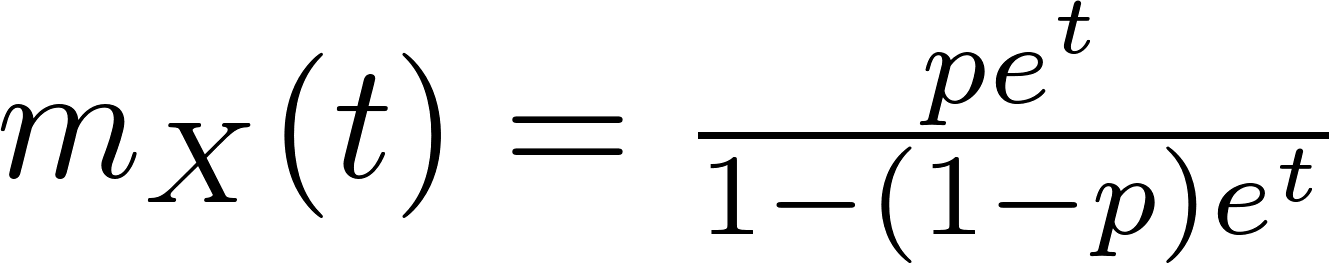 m_X(t) = \frac{pe^t}{1-(1-p)e^t}